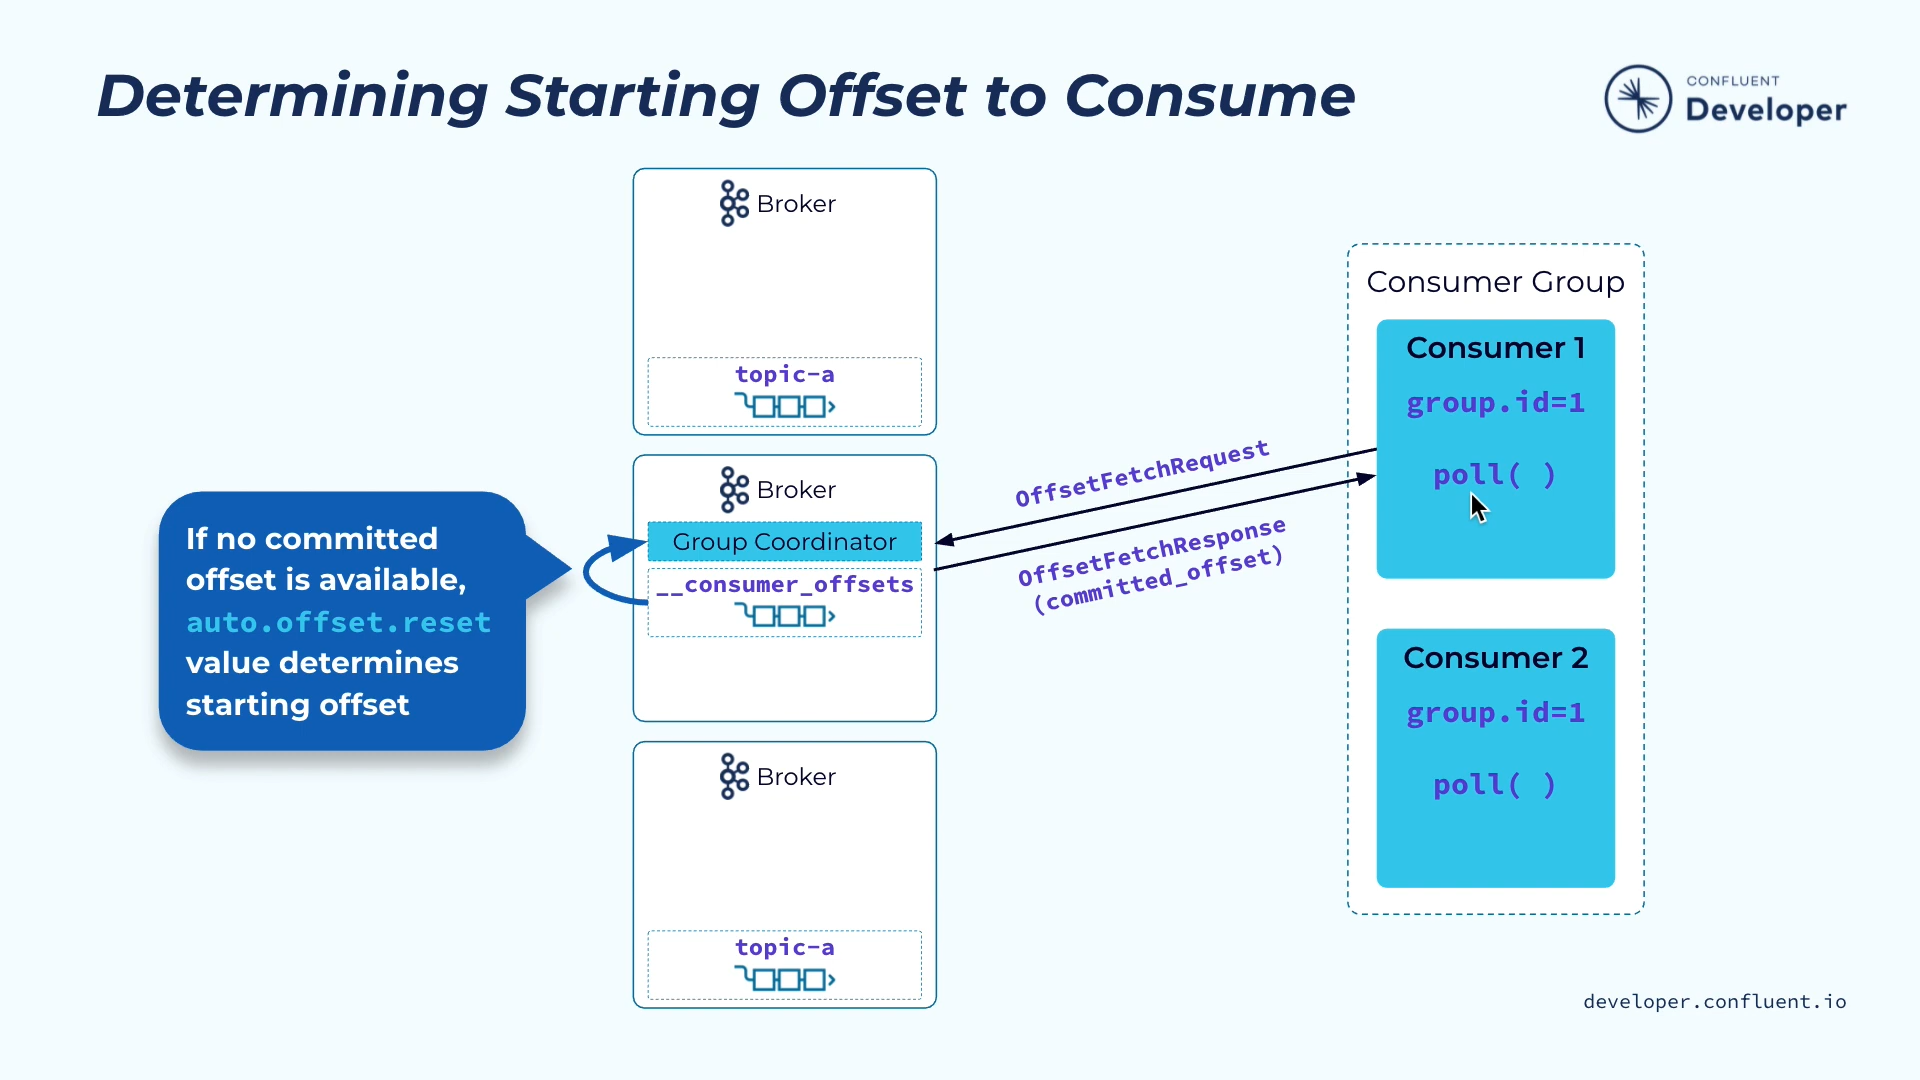 Determining Starting Offset to Consume
CONFLUENT
Developer
Broker
topic-a
Broker
Group Coordinator
__consumer_offsets
Broker
topic-a
If no committed
offset is available,
auto.offset.reset
value determines
starting offset
OffsetFetchRequest
OffsetFetchResponse
(committed_offset)
Consumer Group
Consumer 1
group.id=1
poll( )
Consumer 2
group.id=1
poll( )
developer.confluent.io